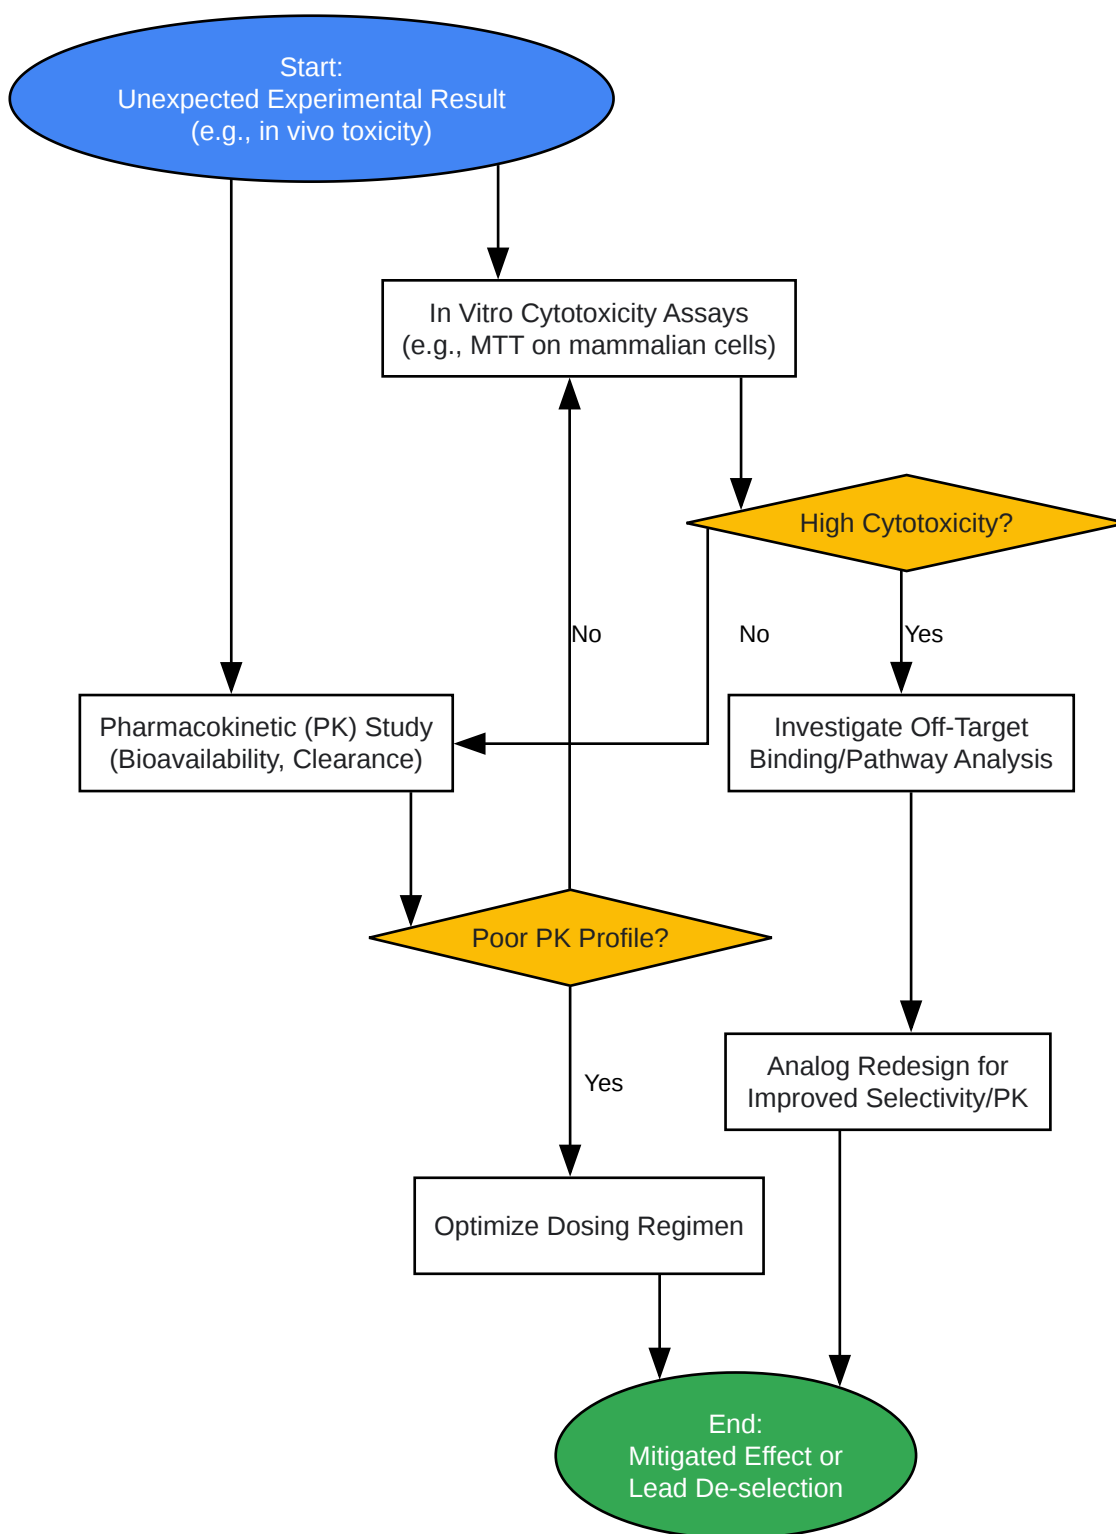 Start:
Unexpected Experimental Result
(e.g., in vivo toxicity)
In Vitro Cytotoxicity Assays
(e.g., MTT on mammalian cells)
High Cytotoxicity?
No
No
Yes
Pharmacokinetic (PK) Study
(Bioavailability, Clearance)
Investigate Off-Target
Binding/Pathway Analysis
Poor PK Profile?
Yes
Analog Redesign for
Improved Selectivity/PK
Optimize Dosing Regimen
End:
Mitigated Effect or
Lead De-selection